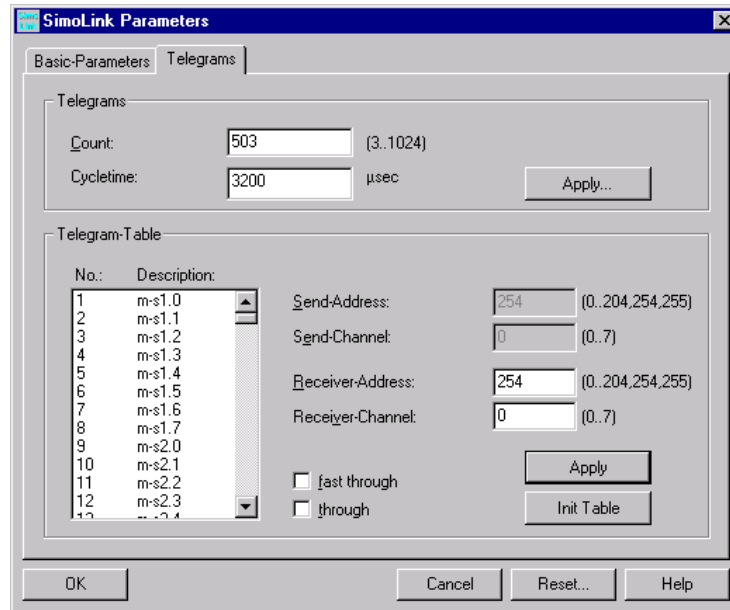 SimoLink Parameters
Basic-Parameters Telegrams
Telegrams
Count: 503 (3..1024)
Cycletime: 3200 µsec Apply...
Telegram-Table
No.: Description:
1 m-s1.0
2 m-s1.1
3 m-s1.2
4 m-s1.3
5 m-s1.4
6 m-s1.5
7 m-s1.6
8 m-s1.7
9 m-s2.0
10 m-s2.1
11 m-s2.2
12 m-s2.3
Send-Address: 254 (0..204,254,255)
Send-Channel: 0 (0..7)
Receiver-Address: 254 (0..204,254,255)
Receiver-Channel: 0 (0..7)
fast through
through
Apply
Init Table
OK Cancel Reset... Help